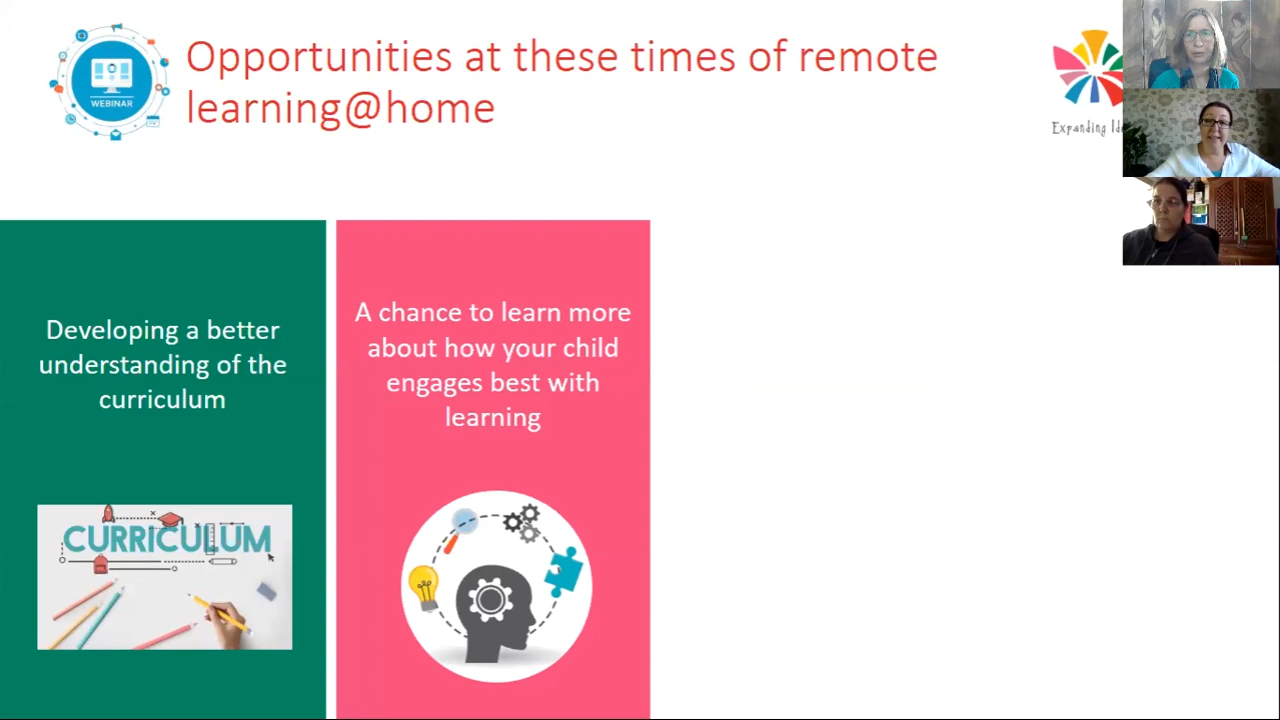 WEBINAR
Opportunities at these times of remote
learning@home
Expanding
Developing a better
understanding of the
curriculum
CURRICULUM
A chance to learn more
about how your child
engages best with
learning